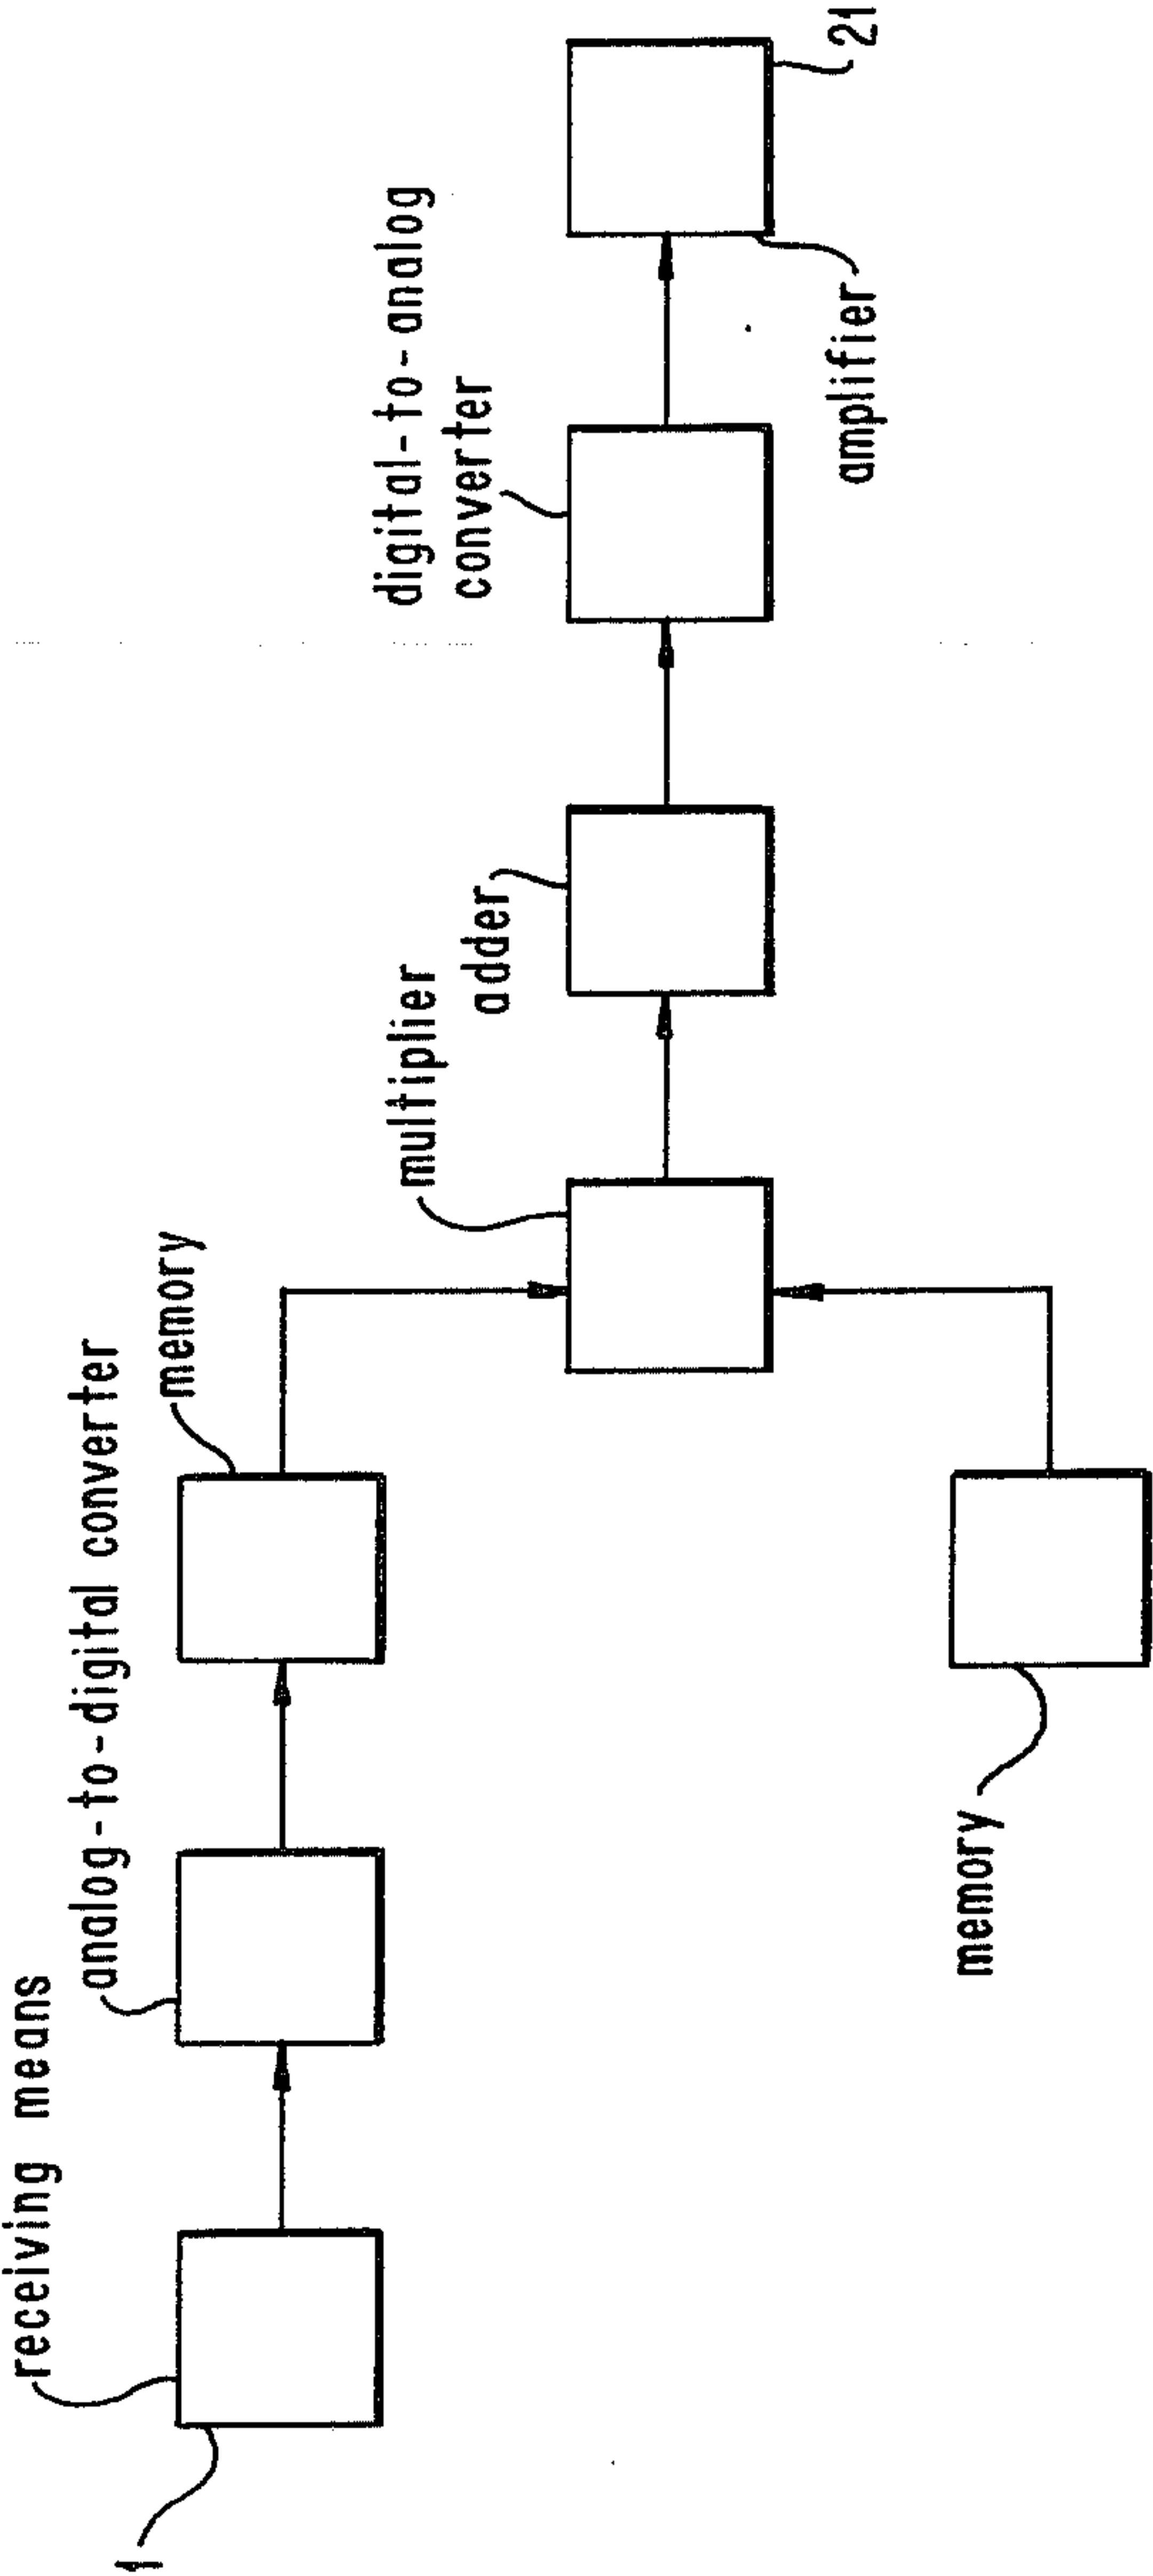 1
receiving means
analog-to-digital converter
memory
memory
multiplier
adder
digital-to-analog
converter
amplifier
21